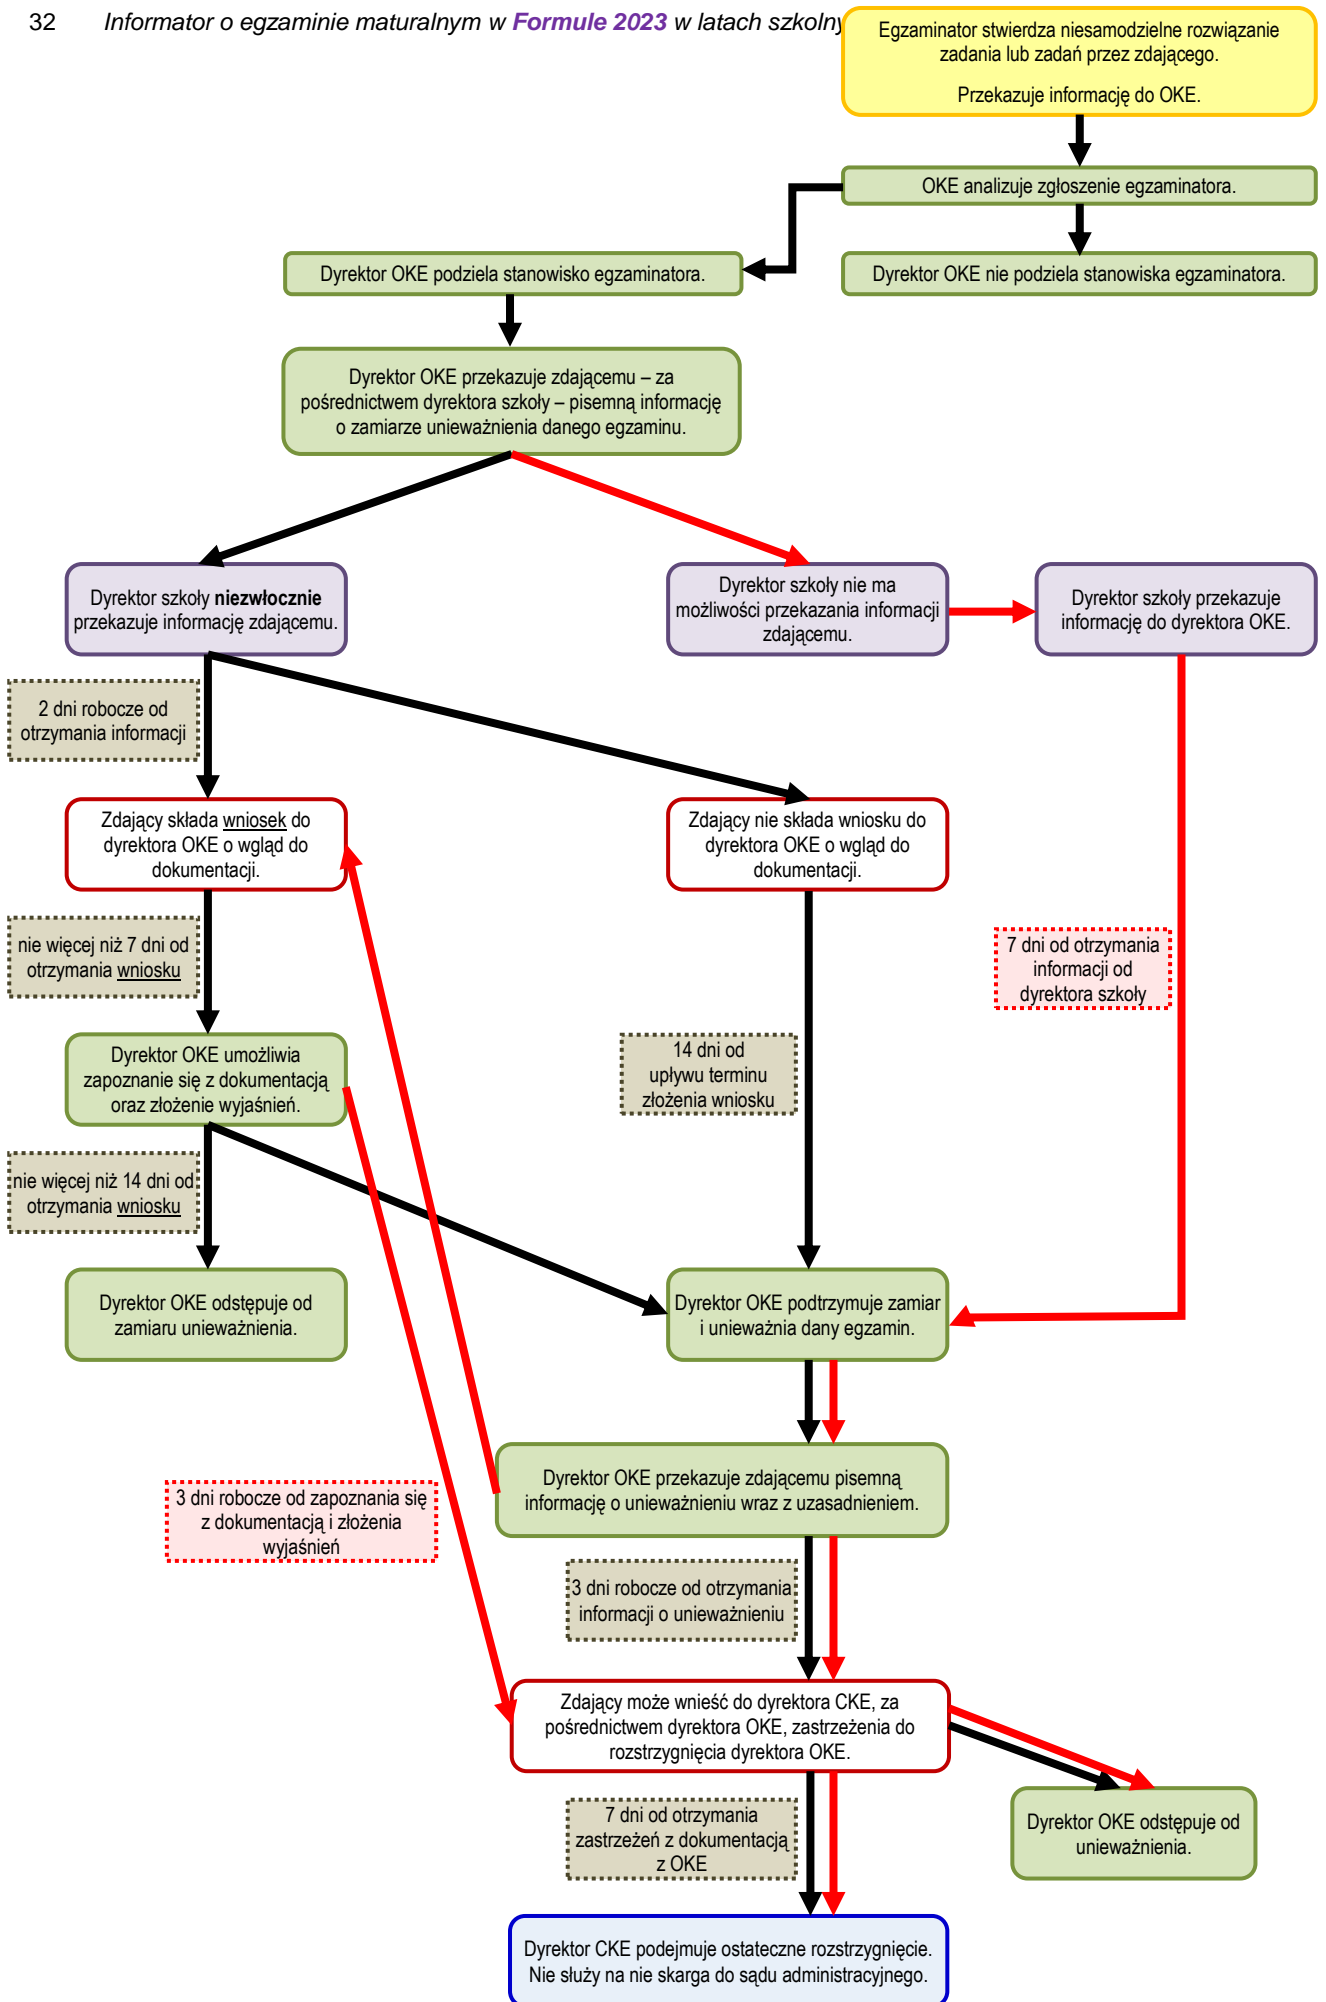 32 Informator o egzaminie maturalnym w Formule 2023 w latach szkolny
Egzaminator stwierdza niesamodzielne rozwiązanie
zadania lub zadań przez zdającego.
Przekazuje informację do OKE.
OKE analizuje zgłoszenie egzaminatora.
Dyrektor OKE podziela stanowisko egzaminatora.
Dyrektor OKE nie podziela stanowiska egzaminatora.
Dyrektor OKE przekazuje zdającemu – za
pośrednictwem dyrektora szkoły – pisemną informację
o zamiarze unieważnienia danego egzaminu.
Dyrektor szkoły niezwłocznie
przekazuje informację zdającemu.
Dyrektor szkoły nie ma
możliwości przekazania informacji
zdającemu.
Dyrektor szkoły przekazuje
informację do dyrektora OKE.
2 dni robocze od
otrzymania informacji
Zdający składa wniosek do
dyrektora OKE o wgląd do
dokumentacji.
Zdający nie składa wniosku do
dyrektora OKE o wgląd do
dokumentacji.
nie więcej niż 7 dni od
otrzymania wniosku
7 dni od otrzymania
informacji od
dyrektora szkoły
Dyrektor OKE umożliwia
zapoznanie się z dokumentacją
oraz złożenie wyjaśnień.
14 dni od
upływu terminu
złożenia wniosku
nie więcej niż 14 dni od
otrzymania wniosku
Dyrektor OKE odstępuje od
zamiaru unieważnienia.
Dyrektor OKE podtrzymuje zamiar
i unieważnia dany egzamin.
Dyrektor OKE przekazuje zdającemu pisemną
informację o unieważnieniu wraz z uzasadnieniem.
3 dni robocze od zapoznania się
z dokumentacją i złożenia
wyjaśnień
3 dni robocze od otrzymania
informacji o unieważnieniu
Zdający może wnieść do dyrektora CKE, za
pośrednictwem dyrektora OKE, zastrzeżenia do
rozstrzygnięcia dyrektora OKE.
7 dni od otrzymania
zastrzeżeń z dokumentacją
z OKE
Dyrektor OKE odstępuje od
unieważnienia.
Dyrektor CKE podejmuje ostateczne rozstrzygnięcie.
Nie służy na nie skarga do sądu administracyjnego.